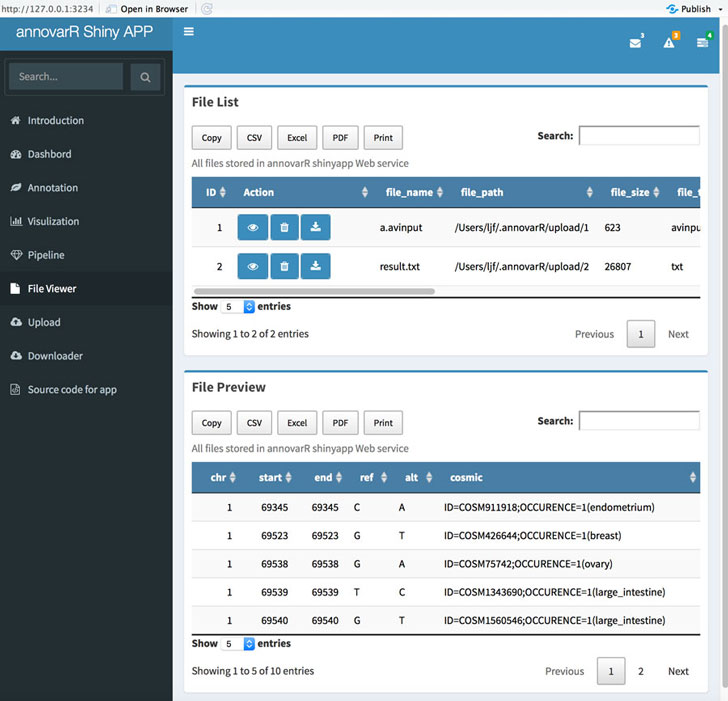 http://127.0.0.1:3234 Open in Browser Publish
annovarR Shiny APP
3 3 4
Search...
Introduction
Dashbord
Annotation
Visulization
Pipeline
File Viewer
Upload
Downloader
Source code for app
File List
Copy CSV Excel PDF Print Search:
All files stored in annovarR shinyapp Web service
ID Action file_name file_path file_size file_t
1 a.avinput /Users/ljf/.annovarR/upload/1 623 avinpu
2 result.txt /Users/ljf/.annovarR/upload/2 26807 txt
Show 5 entries
Showing 1 to 2 of 2 entries Previous 1 Next
File Preview
Copy CSV Excel PDF Print Search:
All files stored in annovarR shinyapp Web service
chr start end ref alt cosmic
1 69345 69345 C A ID=COSM911918;OCCURENCE=1(endometrium)
1 69523 69523 G T ID=COSM426644;OCCURENCE=1(breast)
1 69538 69538 G A ID=COSM75742;OCCURENCE=1(ovary)
1 69539 69539 T C ID=COSM1343690;OCCURENCE=1(large_intestine)
1 69540 69540 G T ID=COSM1560546;OCCURENCE=1(large_intestine)
Show 5 entries
Showing 1 to 5 of 10 entries Previous 1 2 Next